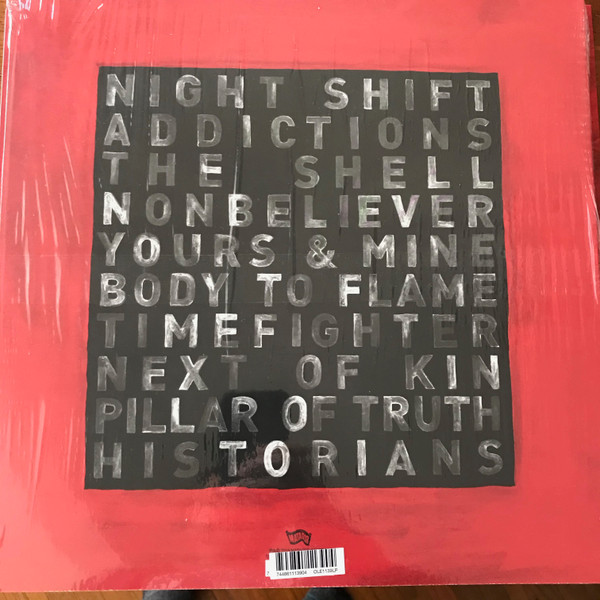 NIGHT SHIFT
ADDICTIONS
THE SHELL
NONBELIEVER
YOURS & MINE
BODY TO FLAME
TIMEFIGHTER
NEXT OF KIN
PILLAR OF TRUTH
HISTORIANS